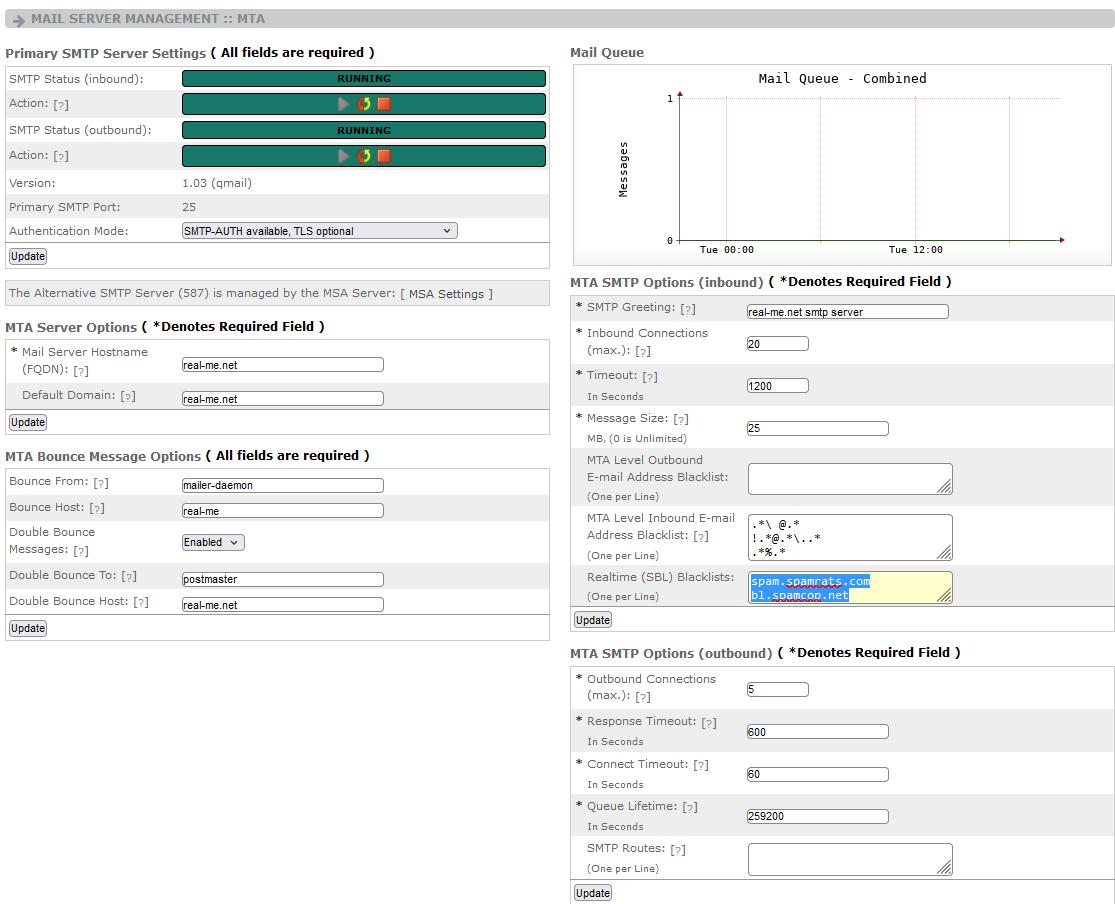 MAIL SERVER MANAGEMENT :: MTA
Primary SMTP Server Settings ( All fields are required )
SMTP Status (inbound): RUNNING
Action: [?]
SMTP Status (outbound): RUNNING
Action: [?]
Version: 1.03 (qmail)
Primary SMTP Port: 25
Authentication Mode: SMTP-AUTH available, TLS optional
Update
The Alternative SMTP Server (587) is managed by the MSA Server: [ MSA Settings ]
MTA Server Options ( *Denotes Required Field )
* Mail Server Hostname
(FQDN): [?] real-me.net
Default Domain: [?] real-me.net
Update
MTA Bounce Message Options ( All fields are required )
Bounce From: [?] mailer-daemon
Bounce Host: [?] real-me
Double Bounce
Messages: [?] Enabled
Double Bounce To: [?] postmaster
Double Bounce Host: [?] real-me.net
Update
Mail Queue
Mail Queue - Combined
1
Messages
0
Tue 00:00 Tue 12:00
MTA SMTP Options (inbound) ( *Denotes Required Field )
* SMTP Greeting: [?] real-me.net smtp server
* Inbound Connections
(max.): [?] 20
* Timeout: [?] 1200
In Seconds
* Message Size: [?] 25
MB, (0 is Unlimited)
MTA Level Outbound
E-mail Address Blacklist:
(One per Line)
MTA Level Inbound E-mail
Address Blacklist: [?]
(One per Line)
.*\ @.*
!.*@.*\..*
.*%.*
Realtime (SBL) Blacklists:
(One per Line)
spam.spamrats.com
bl.spamcop.net
Update
MTA SMTP Options (outbound) ( *Denotes Required Field )
* Outbound Connections
(max.): [?] 5
* Response Timeout: [?] 600
In Seconds
* Connect Timeout: [?] 60
In Seconds
* Queue Lifetime: [?] 259200
In Seconds
SMTP Routes: [?]
(One per Line)
Update